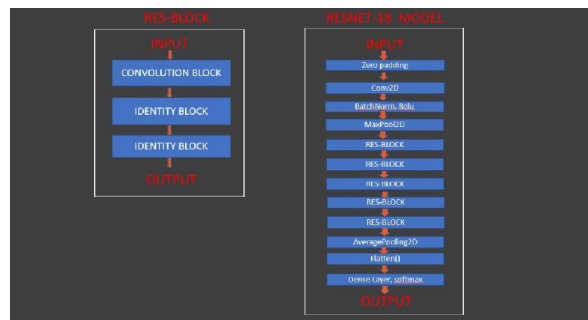 RES-BLOCK
INPUT
CONVOLUTION BLOCK
IDENTITY BLOCK
IDENTITY BLOCK
OUTPUT
RESNET-18 MODEL
INPUT
Zero padding
Conv2D
BatchNorm, Relu
MaxPool2D
RES-BLOCK
RES-BLOCK
RES-BLOCK
RES-BLOCK
RES-BLOCK
AveragePooling2D
Flatten()
Dense Layer, softmax
OUTPUT